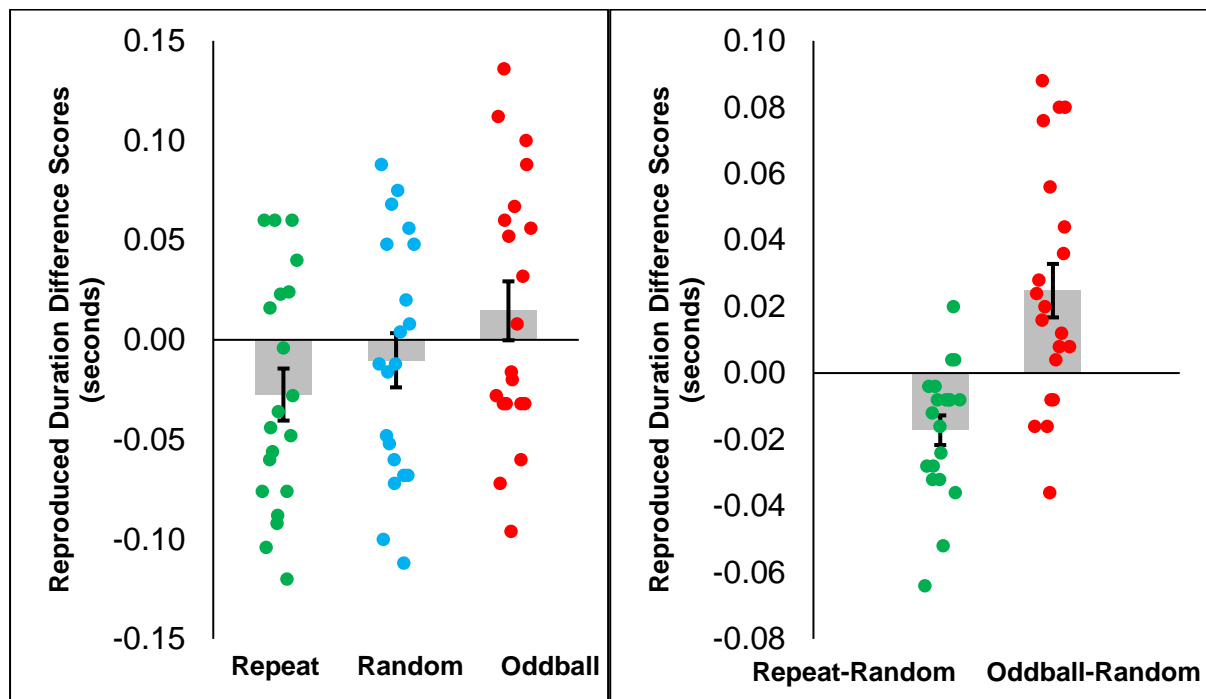 Reproduced Duration Difference Scores
(seconds)
0.15
0.10
0.05
0.00
-0.05
-0.10
-0.15
Repeat
Random
Oddball
Reproduced Duration Difference Scores
(seconds)
0.10
0.08
0.06
0.04
0.02
0.00
-0.02
-0.04
-0.06
-0.08
Repeat-Random
Oddball-Random